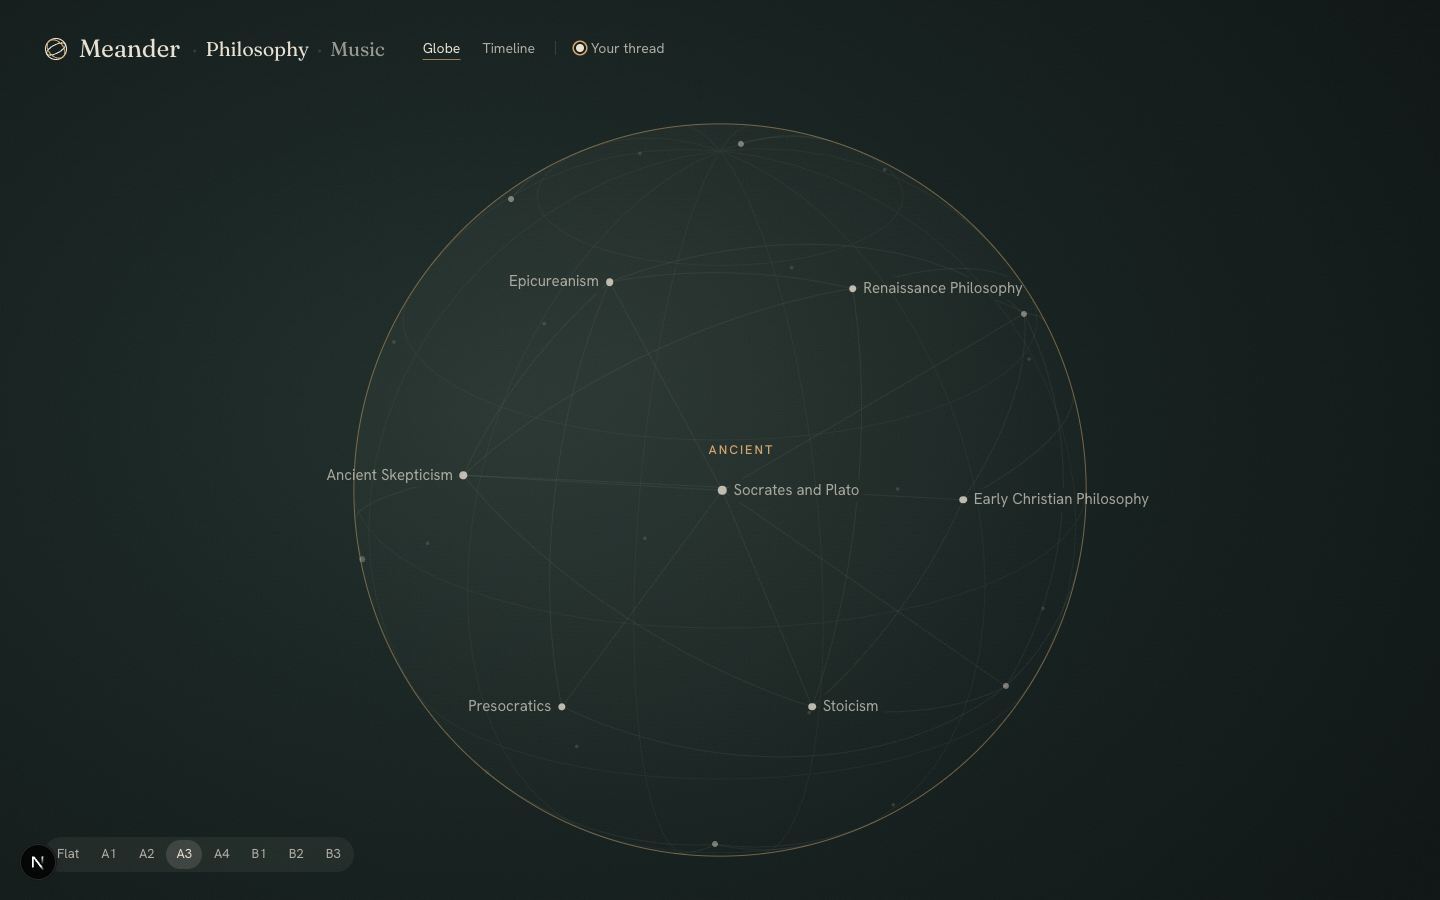 Meander · Philosophy · Music Globe Timeline Your thread
Epicureanism
Renaissance Philosophy
ANCIENT
Ancient Skepticism
Socrates and Plato
Early Christian Philosophy
Presocratics
Stoicism
N Flat A1 A2 A3 A4 B1 B2 B3